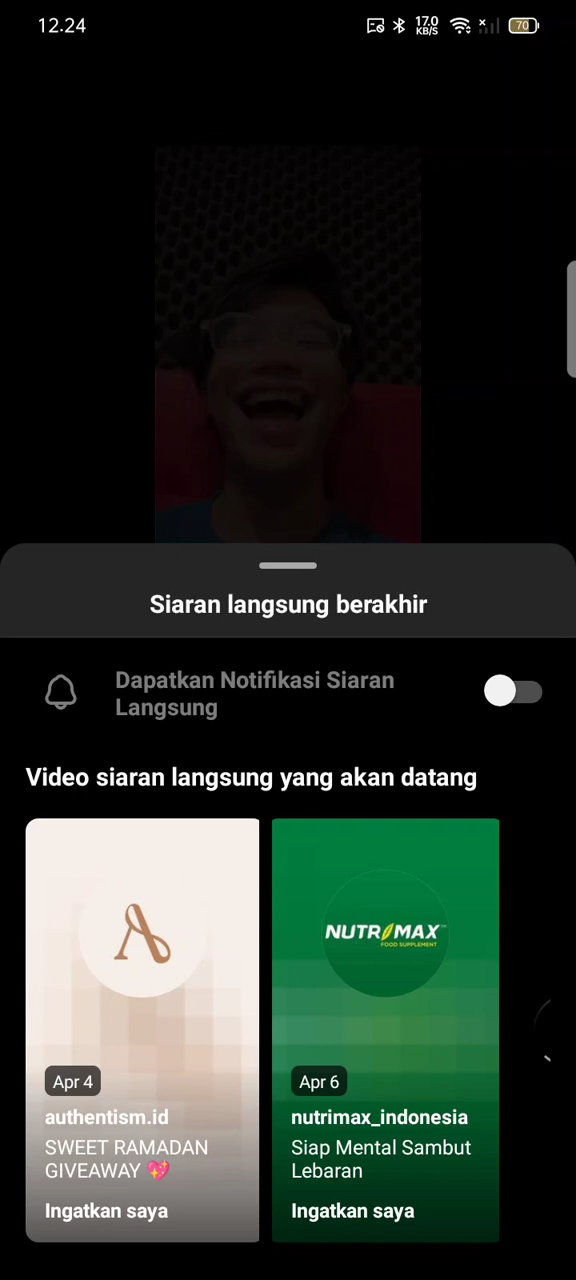 12.24
17.0
KB/S
70
Siaran langsung berakhir
Dapatkan Notifikasi Siaran
Langsung
Video siaran langsung yang akan datang
NUTRIMAX™
FOOD SUPPLEMENT
Apr 4
authentism.id
SWEET RAMADAN
GIVEAWAY 💖
Ingatkan saya
Apr 6
nutrimax_indonesia
Siap Mental Sambut
Lebaran
Ingatkan saya